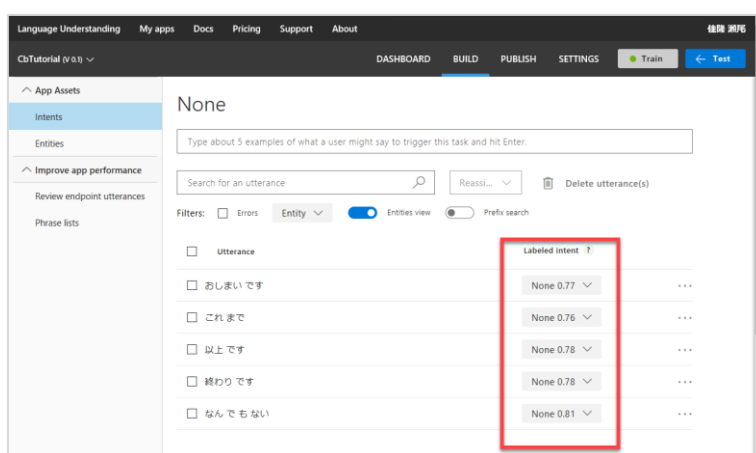 Language Understanding My apps Docs Pricing Support About 佳隆 瀬尾
CbTutorial (V 0.1) DASHBOARD BUILD PUBLISH SETTINGS Train Test
App Assets
Intents
Entities
Improve app performance
Review endpoint utterances
Phrase lists
None
Type about 5 examples of what a user might say to trigger this task and hit Enter.
Search for an utterance Reassi... Delete utterance(s)
Filters: Errors Entity Entities view Prefix search
Utterance Labeled intent ?
おしまい です None 0.77 ...
これ まで None 0.76 ...
以上 です None 0.78 ...
終わり です None 0.78 ...
なん で も ない None 0.81 ...